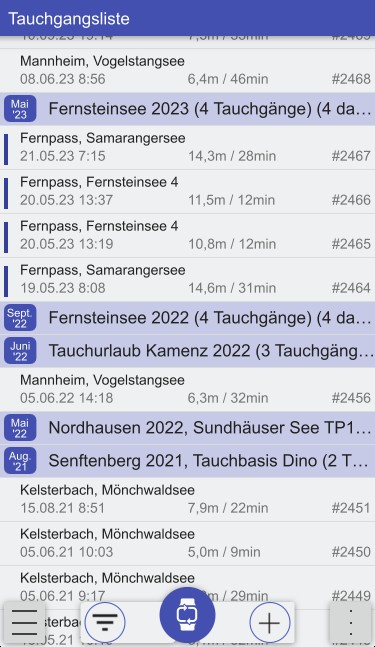 Tauchgangsliste
Mannheim, Vogelstangsee
08.06.23 8:56 6,4m / 46min #2468
Mai '23 Fernsteinsee 2023 (4 Tauchgänge) (4 da…
Fernpass, Samarangersee
21.05.23 7:15 14,3m / 28min #2467
Fernpass, Fernsteinsee 4
20.05.23 13:37 11,5m / 12min #2466
Fernpass, Fernsteinsee 4
20.05.23 13:19 10,8m / 12min #2465
Fernpass, Samarangersee
19.05.23 8:08 14,6m / 31min #2464
Sept. '22 Fernsteinsee 2022 (4 Tauchgänge) (4 da…
Juni '22 Tauchurlaub Kamenz 2022 (3 Tauchgäng…
Mannheim, Vogelstangsee
05.06.22 14:18 6,3m / 32min #2456
Mai '22 Nordhausen 2022, Sundhäuser See TP1…
Aug. '21 Senftenberg 2021, Tauchbasis Dino (2 T…
Kelsterbach, Mönchwaldsee
15.08.21 8:51 7,9m / 22min #2451
Kelsterbach, Mönchwaldsee
05.06.21 10:03 5,0m / 9min #2450
Kelsterbach, Mönchwaldsee
05.06.21 9:17 / 29min #2449